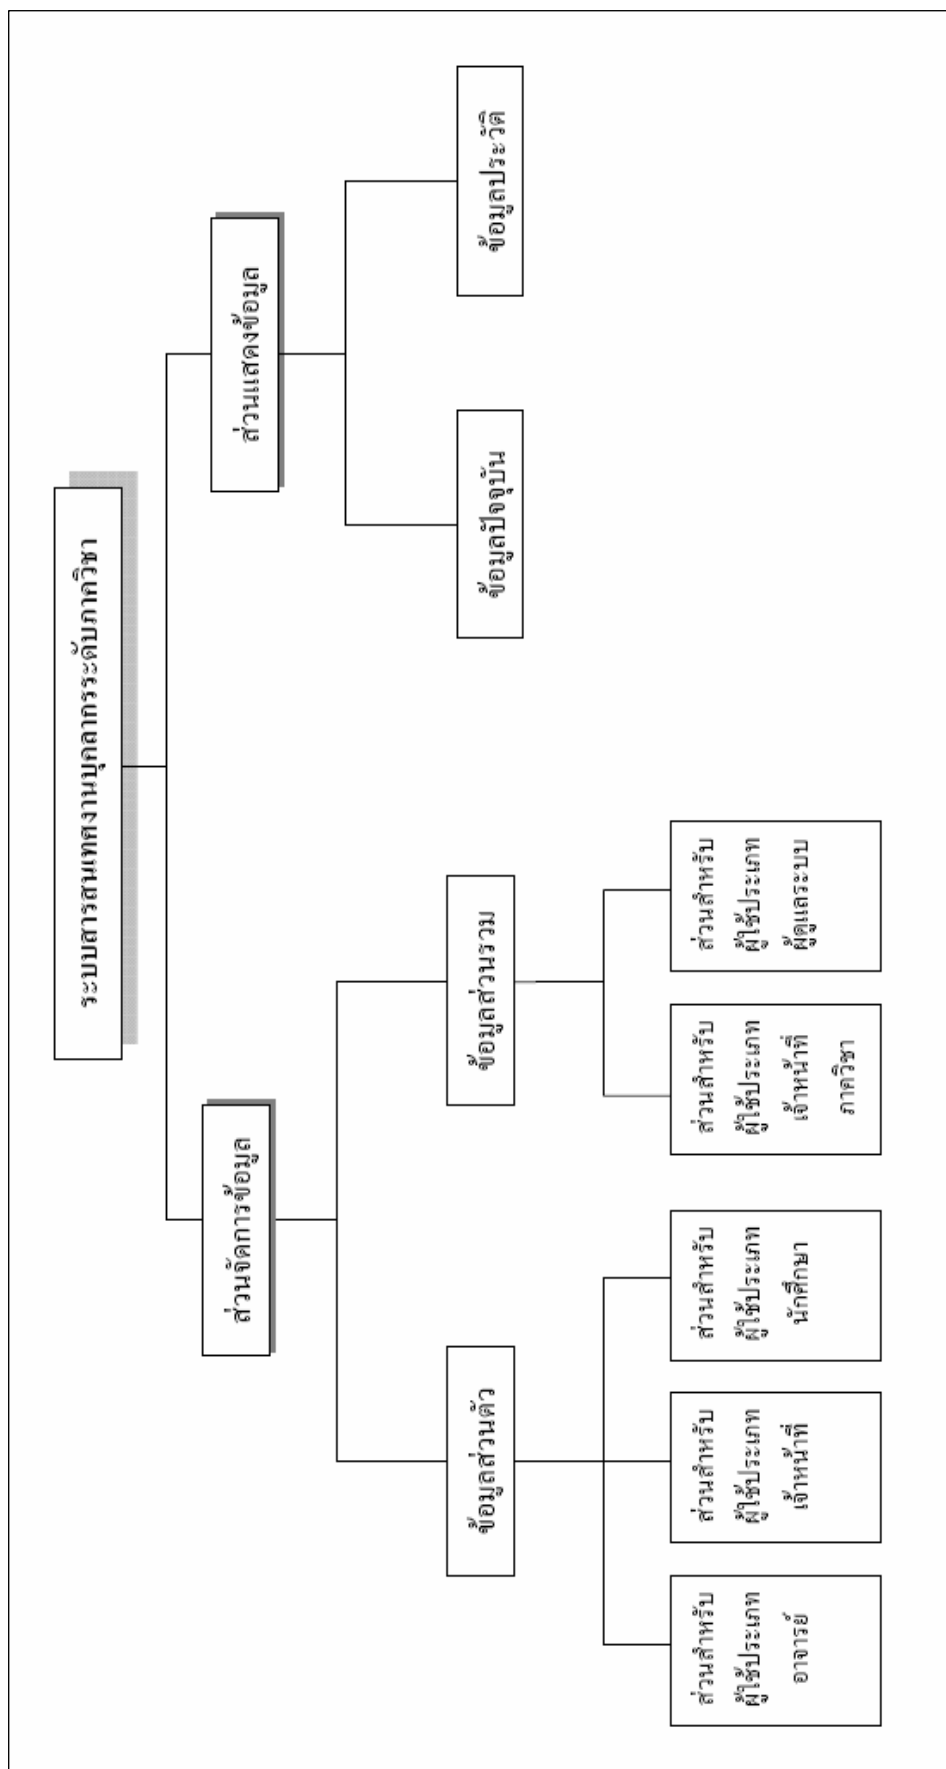 ระบบสารสนเทศงานบุคลากรระดับภาควิชา
ส่วนจัดการข้อมูล
ส่วนแสดงข้อมูล
ข้อมูลส่วนตัว
ข้อมูลส่วนรวม
ข้อมูลปัจจุบัน
ข้อมูลประวัติ
ส่วนสำหรับ
ผู้ใช้ประเภท
อาจารย์
ส่วนสำหรับ
ผู้ใช้ประเภท
เจ้าหน้าที่
ส่วนสำหรับ
ผู้ใช้ประเภท
นักศึกษา
ส่วนสำหรับ
ผู้ใช้ประเภท
เจ้าหน้าที่
ภาควิชา
ส่วนสำหรับ
ผู้ใช้ประเภท
ผู้ดูแลระบบ